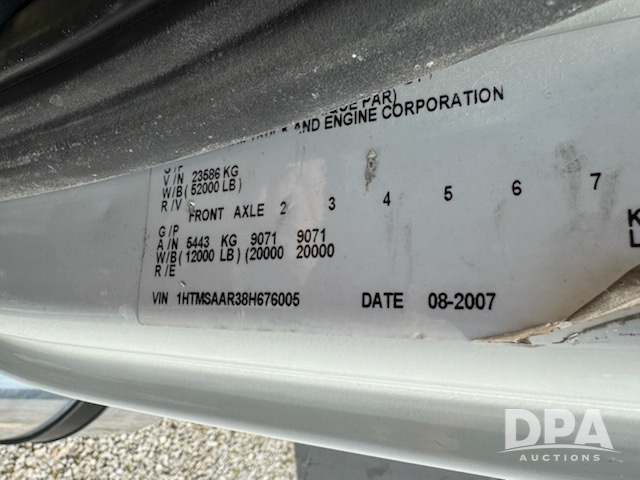 PAR)
AND ENGINE CORPORATION
V/N 23586 KG
W/B(52000 LB)
R/V
FRONT AXLE 2 3 4 5 6 7
G/P
A/N 5443 KG 9071 9071
W/B(12000 LB)(20000 20000
R/E
K
L
VIN 1HTMSAAR38H676005 DATE 08-2007
DPA
AUCTIONS